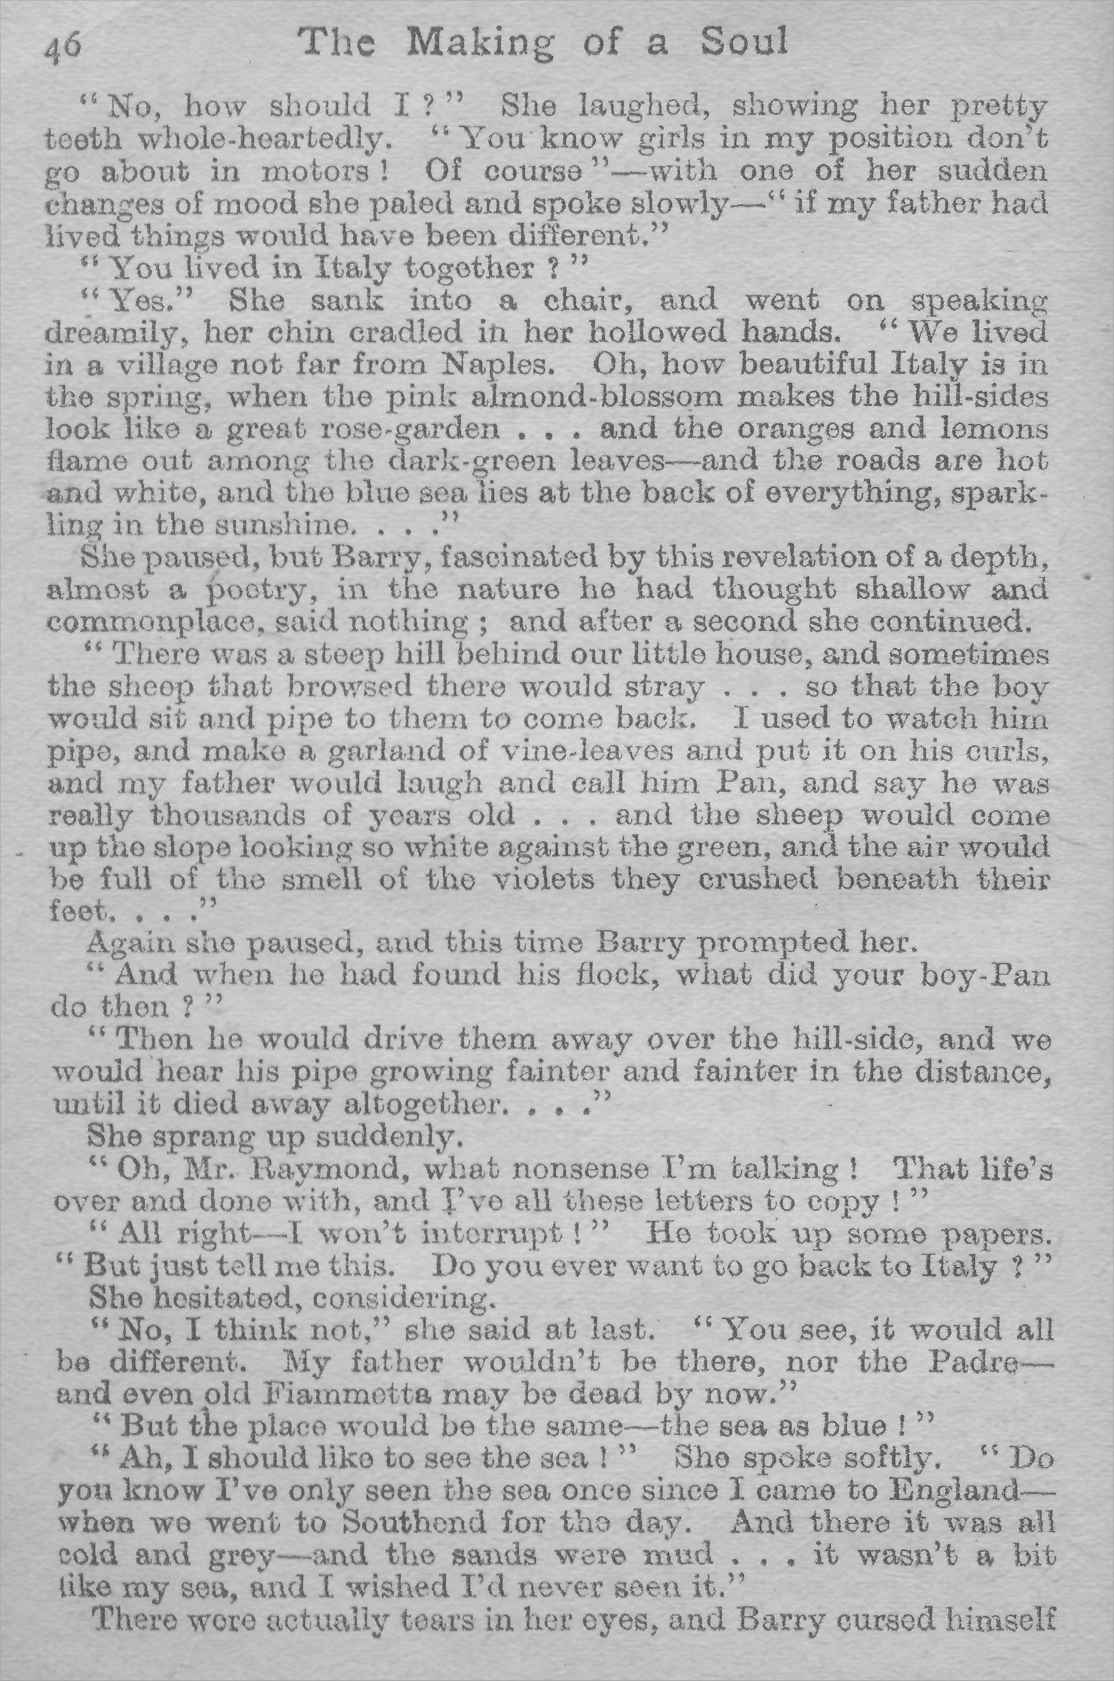 46 The Making of a Soul
“No, how should I?” She laughed, showing her pretty
teeth whole-heartedly. “You know girls in my position don’t
go about in motors! Of course”—with one of her sudden
changes of mood she paled and spoke slowly—“if my father had
lived things would have been different.”
“You lived in Italy together?”
“Yes.” She sank into a chair, and went on speaking
dreamily, her chin cradled in her hollowed hands. “We lived
in a village not far from Naples. Oh, how beautiful Italy is in
the spring, when the pink almond-blossom makes the hill-sides
look like a great rose-garden . . . and the oranges and lemons
flame out among the dark-green leaves—and the roads are hot
and white, and the blue sea lies at the back of everything, spark-
ling in the sunshine. . . .”
She paused, but Barry, fascinated by this revelation of a depth,
almost a poetry, in the nature he had thought shallow and
commonplace, said nothing; and after a second she continued.
“There was a steep hill behind our little house, and sometimes
the sheep that browsed there would stray . . . so that the boy
would sit and pipe to them to come back. I used to watch him
pipe, and make a garland of vine-leaves and put it on his curls,
and my father would laugh and call him Pan, and say he was
really thousands of years old . . . and the sheep would come
up the slope looking so white against the green, and the air would
be full of the smell of the violets they crushed beneath their
feet. . . .”
Again she paused, and this time Barry prompted her.
“And when he had found his flock, what did your boy-Pan
do then?”
“Then he would drive them away over the hill-side, and we
would hear his pipe growing fainter and fainter in the distance,
until it died away altogether. . . .”
She sprang up suddenly.
“Oh, Mr. Raymond, what nonsense I’m talking! That life’s
over and done with, and I’ve all these letters to copy!”
“All right—I won’t interrupt!” He took up some papers.
“But just tell me this. Do you ever want to go back to Italy?”
She hesitated, considering.
“No, I think not,” she said at last. “You see, it would all
be different. My father wouldn’t be there, nor the Padre—
and even old Fiammetta may be dead by now.”
“But the place would be the same—the sea as blue!”
“Ah, I should like to see the sea!” She spoke softly. “Do
you know I’ve only seen the sea once since I came to England—
when we went to Southend for the day. And there it was all
cold and grey—and the sands were mud . . . it wasn’t a bit
like my sea, and I wished I’d never seen it.”
There were actually tears in her eyes, and Barry cursed himself